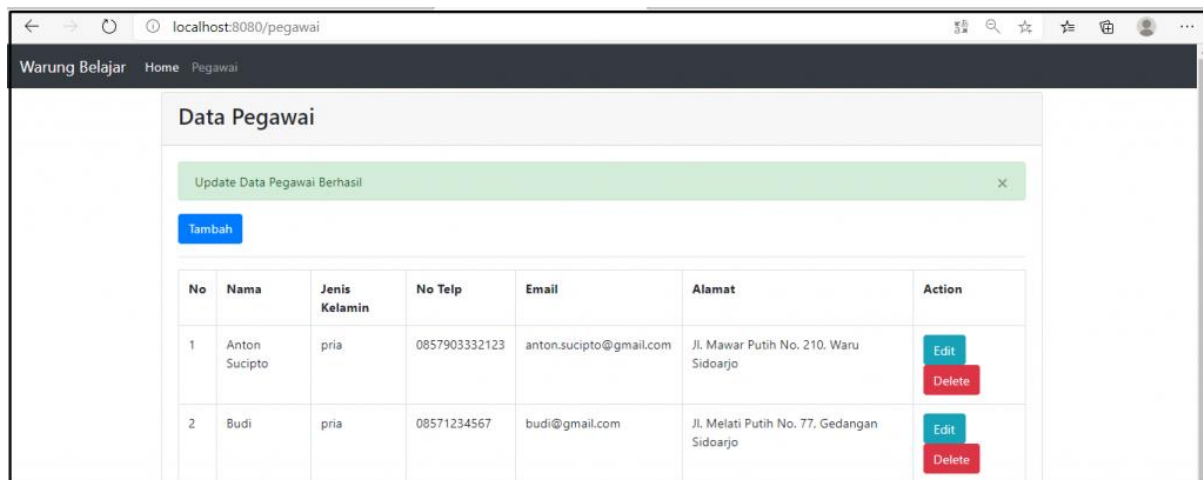 localhost:8080/pegawai
Warung Belajar Home Pegawai
Data Pegawai
Update Data Pegawai Berhasil ×
Tambah
No Nama Jenis Kelamin No Telp Email Alamat Action
1 Anton Sucipto pria 0857903332123 anton.sucipto@gmail.com Jl. Mawar Putih No. 210. Waru Sidoarjo Edit
Delete
2 Budi pria 08571234567 budi@gmail.com Jl. Melati Putih No. 77, Gedangan Sidoarjo Edit
Delete